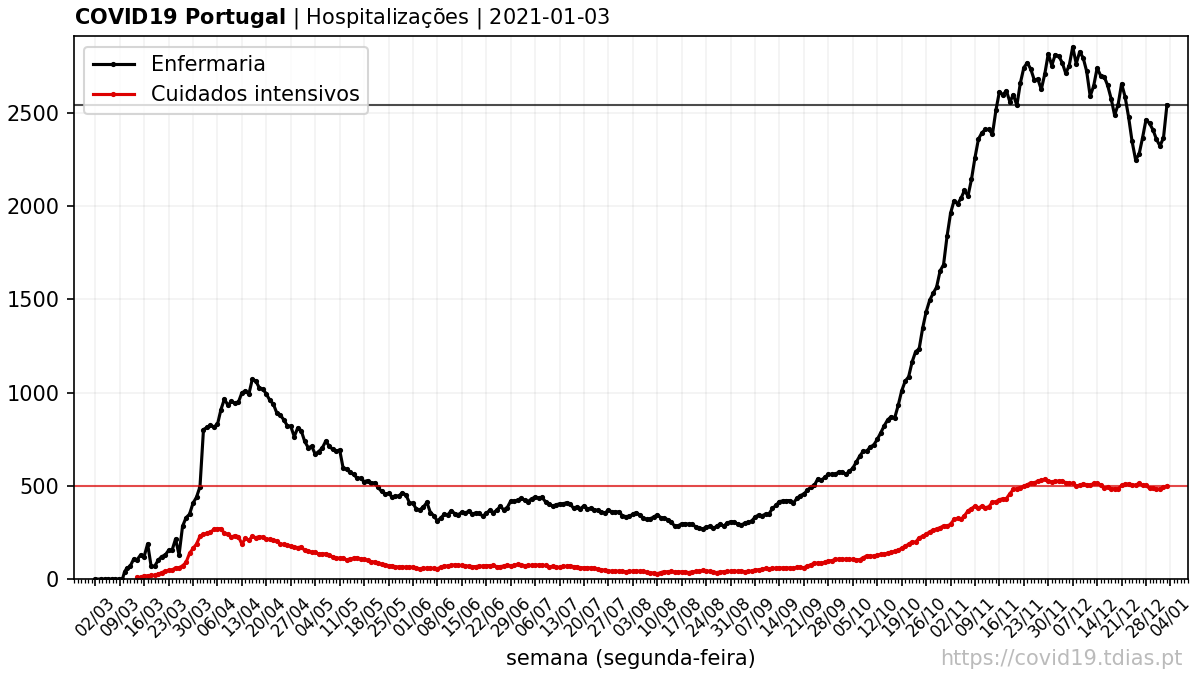 COVID19 Portugal | Hospitalizações | 2021-01-03
Enfermaria
Cuidados intensivos
2500
2000
1500
1000
500
0
02/03 09/03 16/03 23/03 30/03 06/04 13/04 20/04 27/04 04/05 11/05 18/05 25/05 01/06 08/06 15/06 22/06 29/06 06/07 13/07 20/07 27/07 03/08 10/08 17/08 24/08 31/08 07/09 14/09 21/09 28/09 05/10 12/10 19/10 26/10 02/11 09/11 16/11 23/11 30/11 07/12 14/12 21/12 28/12 04/01
semana (segunda-feira)
https://covid19.tdias.pt